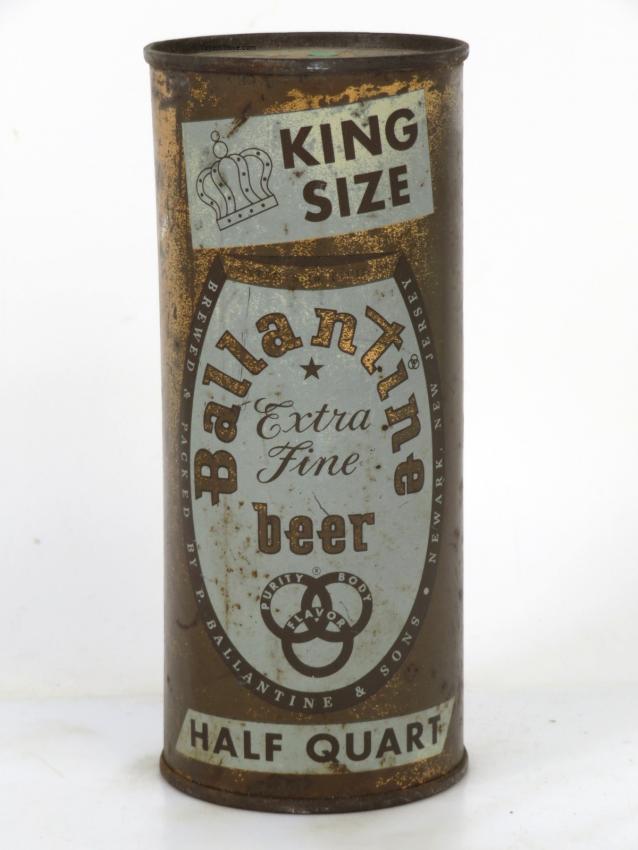 KING
SIZE
Ballantine
Extra
Fine
beer
PURITY BODY
FLAVOR
®
BREWED & PACKED BY P. BALLANTINE & SONS • NEWARK, NEW JERSEY
HALF QUART